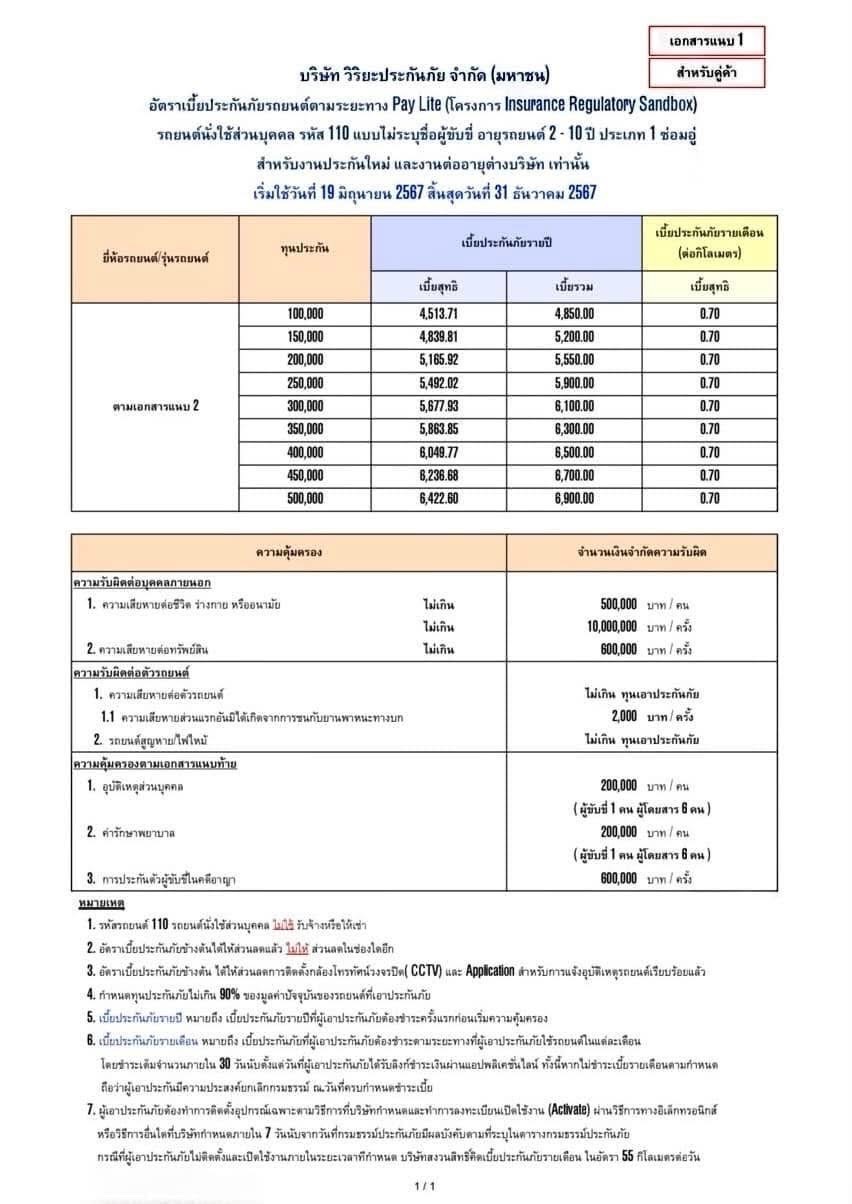 เอกสารแนบ 1
สำหรับคู่ค้า
บริษัท วิริยะประกันภัย จำกัด (มหาชน)
อัตราเบี้ยประกันภัยรถยนต์ตามระยะทาง Pay Lite (โครงการ Insurance Regulatory Sandbox)
รถยนต์นั่งใช้ส่วนบุคคล รหัส 110 แบบไม่ระบุชื่อผู้ขับขี่ อายุรถยนต์ 2 - 10 ปี ประเภท 1 ซ่อมอู่
สำหรับงานประกันใหม่ และงานต่ออายุต่างบริษัท เท่านั้น
เริ่มใช้วันที่ 19 มิถุนายน 2567 สิ้นสุดวันที่ 31 ธันวาคม 2567
ยี่ห้อรถยนต์/รุ่นรถยนต์ ทุนประกัน เบี้ยประกันภัยรายปี เบี้ยประกันภัยรายเดือน
(ต่อกิโลเมตร)
เบี้ยสุทธิ เบี้ยรวม เบี้ยสุทธิ
100,000 4,513.71 4,850.00 0.70
150,000 4,839.81 5,200.00 0.70
200,000 5,165.92 5,550.00 0.70
250,000 5,492.02 5,900.00 0.70
ตามเอกสารแนบ 2 300,000 5,677.93 6,100.00 0.70
350,000 5,863.85 6,300.00 0.70
400,000 6,049.77 6,500.00 0.70
450,000 6,236.68 6,700.00 0.70
500,000 6,422.60 6,900.00 0.70
ความคุ้มครอง จำนวนเงินจำกัดความรับผิด
ความรับผิดต่อบุคคลภายนอก
1. ความเสียหายต่อชีวิต ร่างกาย หรืออนามัย ไม่เกิน 500,000 บาท / คน
ไม่เกิน 10,000,000 บาท / ครั้ง
2. ความเสียหายต่อทรัพย์สิน ไม่เกิน 600,000 บาท / ครั้ง
ความรับผิดต่อตัวรถยนต์
1. ความเสียหายต่อตัวรถยนต์ ไม่เกิน ทุนเอาประกันภัย
1.1 ความเสียหายส่วนแรกอันมิได้เกิดจากการชนกับยานพาหนะทางบก 2,000 บาท / ครั้ง
2. รถยนต์สูญหาย/ไฟไหม้ ไม่เกิน ทุนเอาประกันภัย
ความคุ้มครองตามเอกสารแนบท้าย
1. อุบัติเหตุส่วนบุคคล 200,000 บาท / คน
( ผู้ขับขี่ 1 คน ผู้โดยสาร 6 คน )
2. ค่ารักษาพยาบาล 200,000 บาท / คน
( ผู้ขับขี่ 1 คน ผู้โดยสาร 6 คน )
3. การประกันตัวผู้ขับขี่ในคดีอาญา 600,000 บาท / ครั้ง
หมายเหตุ
1. รหัสรถยนต์ 110 รถยนต์นั่งใช้ส่วนบุคคล ไม่ใช้ รับจ้างหรือให้เช่า
2. อัตราเบี้ยประกันภัยข้างต้นได้ให้ส่วนลดแล้ว ไม่ให้ ส่วนลดในช่องใดอีก
3. อัตราเบี้ยประกันภัยข้างต้น ได้ให้ส่วนลดการติดตั้งกล้องโทรทัศน์วงจรปิด( CCTV) และ Application สำหรับการแจ้งอุบัติเหตุรถยนต์เรียบร้อยแล้ว
4. กำหนดทุนประกันภัยไม่เกิน 90% ของมูลค่าปัจจุบันของรถยนต์ที่เอาประกันภัย
5. เบี้ยประกันภัยรายปี หมายถึง เบี้ยประกันภัยรายปีที่ผู้เอาประกันภัยต้องชำระครั้งแรกก่อนเริ่มความคุ้มครอง
6. เบี้ยประกันภัยรายเดือน หมายถึง เบี้ยประกันภัยที่ผู้เอาประกันภัยต้องชำระตามระยะทางที่ผู้เอาประกันภัยใช้รถยนต์ในแต่ละเดือน
โดยชำระเต็มจำนวนภายใน 30 วันนับตั้งแต่วันที่ผู้เอาประกันภัยได้รับลิงก์ชำระเงินผ่านแอปพลิเคชั่นไลน์ ทั้งนี้หากไม่ชำระเบี้ยรายเดือนตามกำหนด
ถือว่าผู้เอาประกันมีความประสงค์ยกเลิกกรมธรรม์ ณ.วันที่ครบกำหนดชำระเบี้ย
7. ผู้เอาประกันภัยต้องทำการติดตั้งอุปกรณ์เฉพาะตามวิธีการที่บริษัทกำหนดและทำการลงทะเบียนเปิดใช้งาน (Activate) ผ่านวิธีการทางอิเล็กทรอนิกส์
หรือวิธีการอื่นใดที่บริษัทกำหนดภายใน 7 วันนับจากวันที่กรมธรรม์ประกันภัยมีผลบังคับตามที่ระบุในตารางกรมธรรม์ประกันภัย
กรณีที่ผู้เอาประกันภัยไม่ติดตั้งและเปิดใช้งานภายในระยะเวลาที่กำหนด บริษัทสงวนสิทธิ์คิดเบี้ยประกันภัยรายเดือน ในอัตรา 55 กิโลเมตรต่อวัน
1 / 1